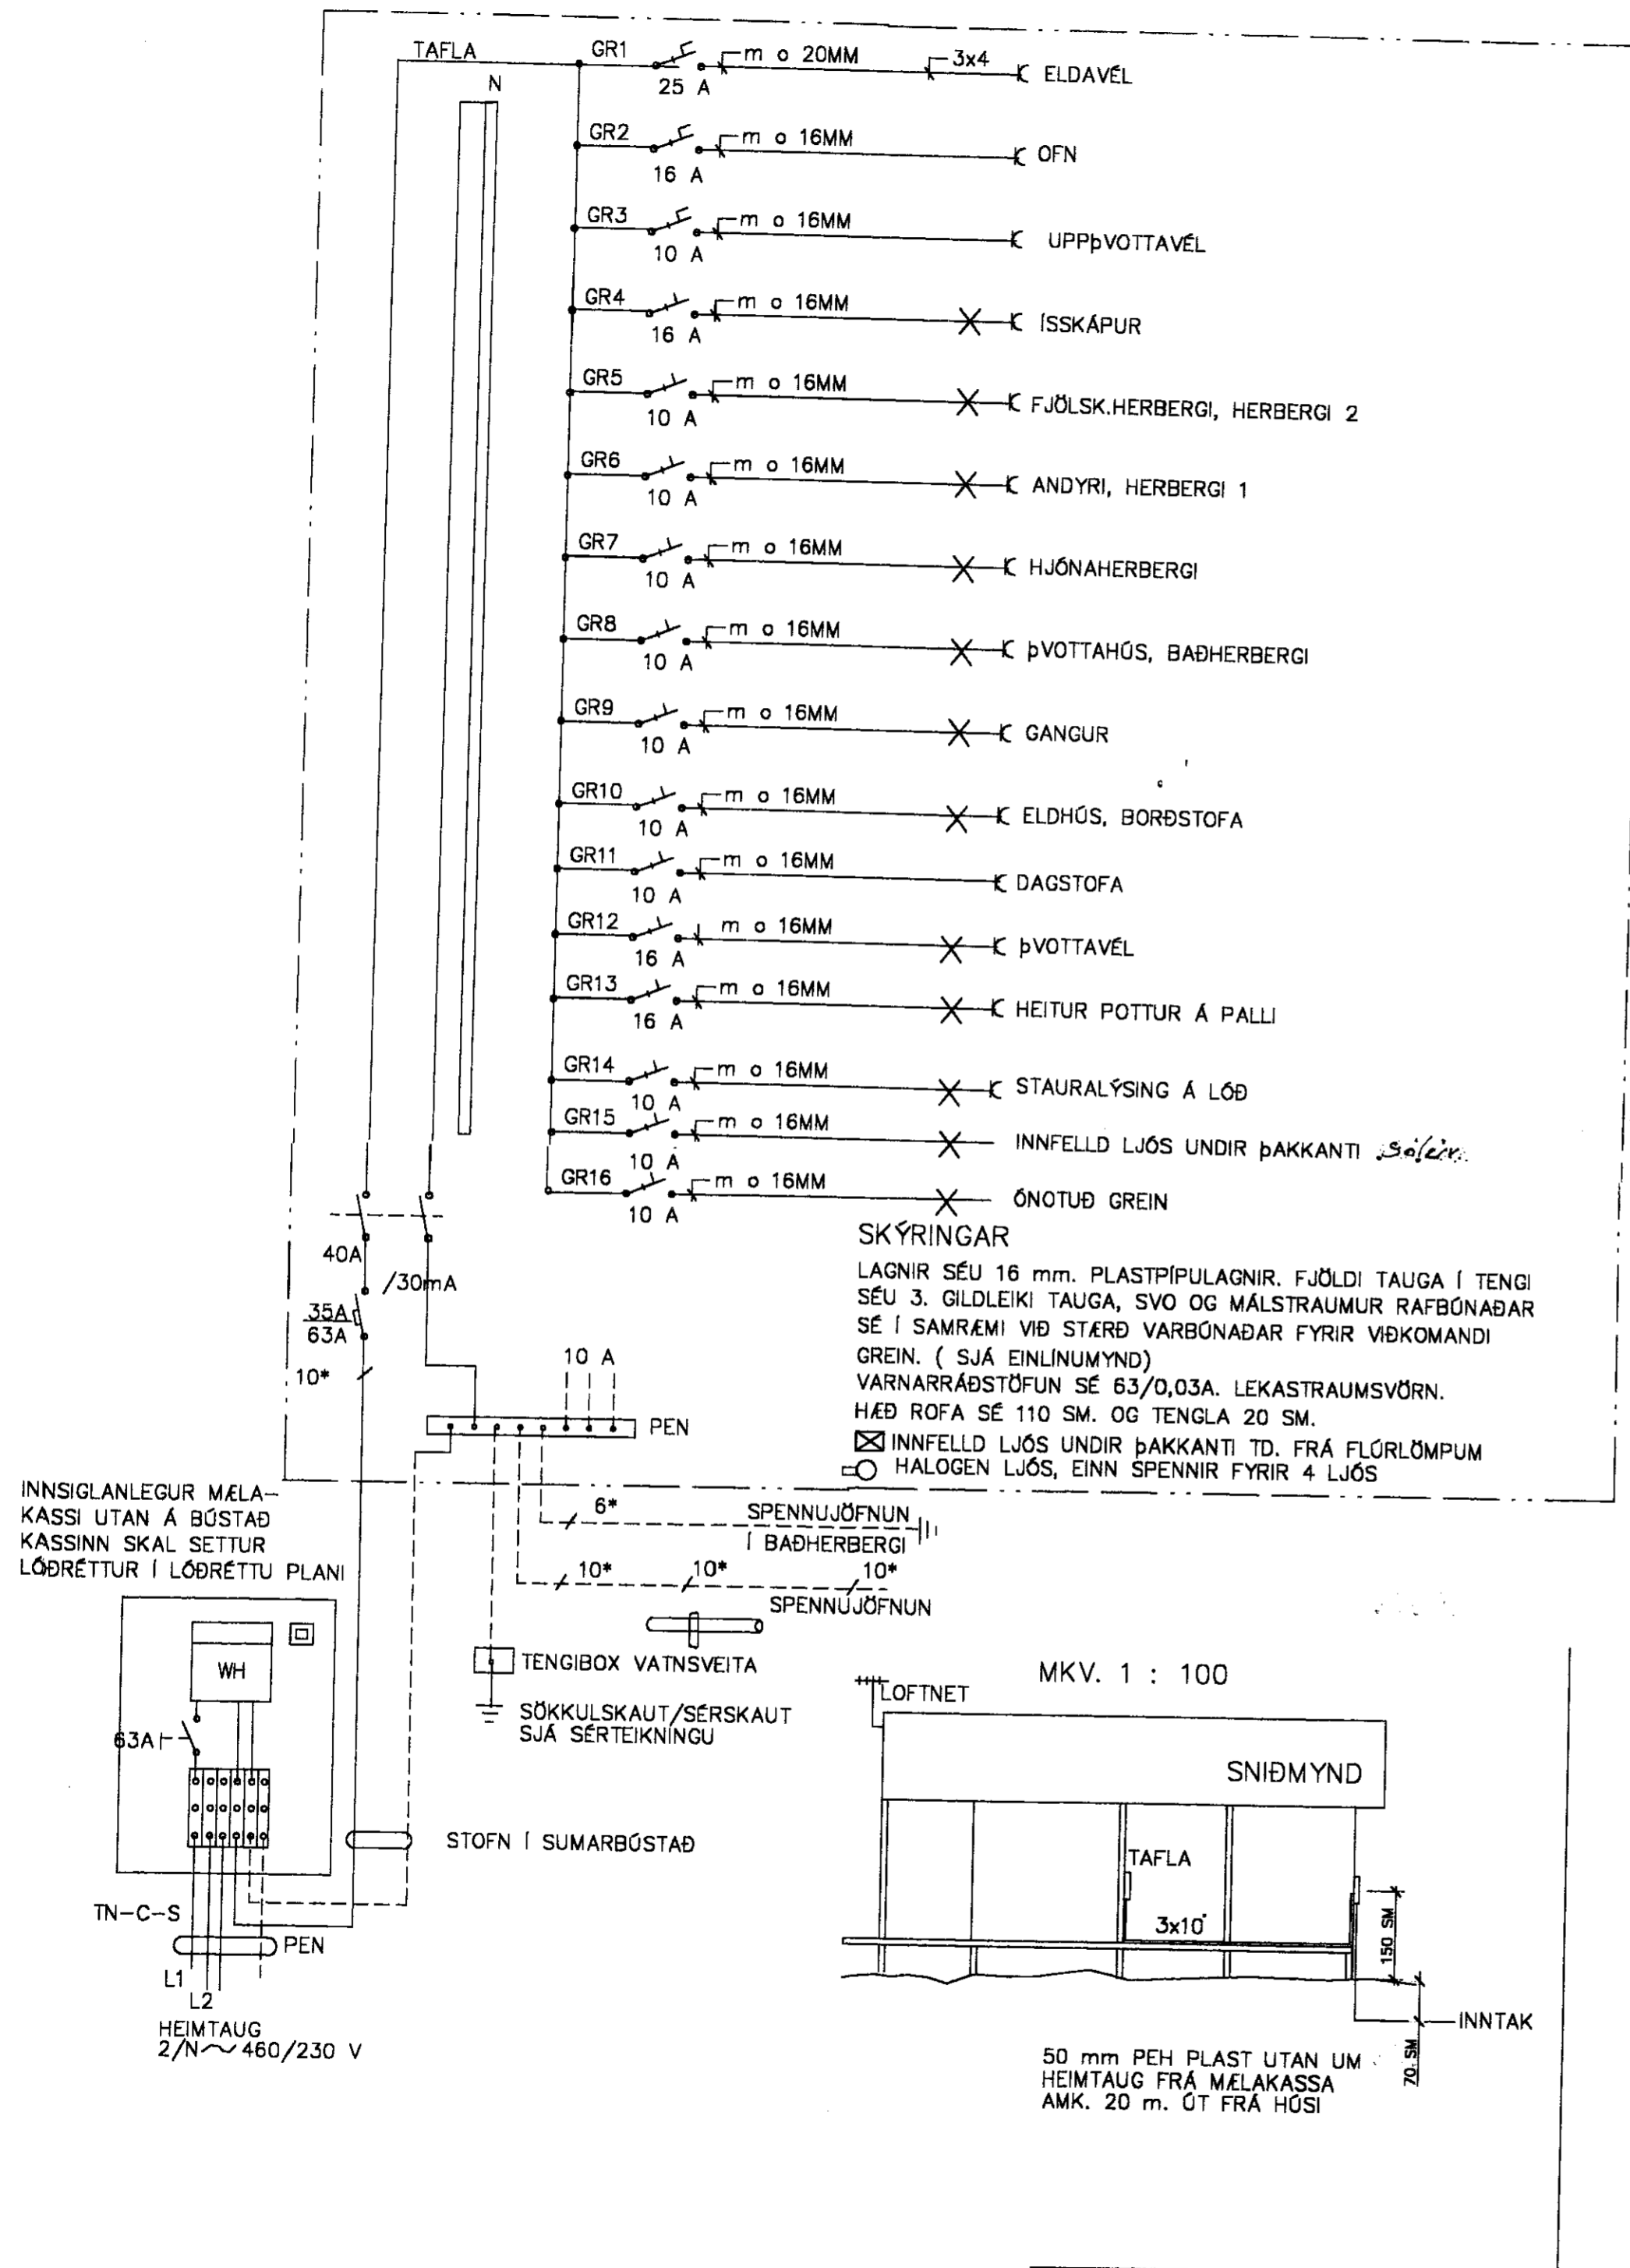 TAFLA
N
GR1 m o 20MM 3x4 ELDAVÉL
25 A
GR2 m o 16MM OFN
16 A
GR3 m o 16MM UPPÞVOTTAVÉL
10 A
GR4 m o 16MM ÍSSKÁPUR
16 A
GR5 m o 16MM FJÖLSK.HERBERGI, HERBERGI 2
10 A
GR6 m o 16MM ANDYRI, HERBERGI 1
10 A
GR7 m o 16MM HJÓNAHERBERGI
10 A
GR8 m o 16MM ÞVOTTAHÚS, BAÐHERBERGI
10 A
GR9 m o 16MM GANGUR
10 A
GR10 m o 16MM ELDHÚS, BORÐSTOFA
10 A
GR11 m o 16MM DAGSTOFA
10 A
GR12 m o 16MM ÞVOTTAVÉL
16 A
GR13 m o 16MM HEITUR POTTUR Á PALLI
16 A
GR14 m o 16MM STAURALÝSING Á LÓÐ
10 A
GR15 m o 16MM INNFELLD LJÓS UNDIR ÞAKKANTI
10 A
GR16 m o 16MM ÓNOTUÐ GREIN
10 A
40A
/30mA
35A
63A
10*
10 A
PEN
SKÝRINGAR
LAGNIR SÉU 16 mm. PLASTPÍPULAGNIR. FJÖLDI TAUGA Í TENGI
SÉU 3. GILDLEIKI TAUGA, SVO OG MÁLSTRAUMUR RAFBÚNAÐAR
SÉ Í SAMRÆMI VIÐ STÆRÐ VARBÚNAÐAR FYRIR VIÐKOMANDI
GREIN. ( SJÁ EINLÍNUMYND)
VARNARRÁÐSTÖFUN SÉ 63/0,03A. LEKASTRAUMSVÖRN.
HÆÐ ROFA SÉ 110 SM. OG TENGLA 20 SM.
INNFELLD LJÓS UNDIR ÞAKKANTI TD. FRÁ FLÚRLÖMPUM
HALOGEN LJÓS, EINN SPENNIR FYRIR 4 LJÓS
INNSIGLANLEGUR MÆLA-
KASSI UTAN Á BÚSTAÐ
KASSINN SKAL SETTUR
LÓÐRÉTTUR Í LÓÐRÉTTU PLANI
6* SPENNUJÖFNUN
Í BAÐHERBERGI
10* 10* 10*
SPENNUJÖFNUN
TENGIBOX VATNSVEITA
SÖKKULSKAUT/SÉRSKAUT
SJÁ SÉRTEIKNINGU
WH
63A
STOFN Í SUMARBÚSTAÐ
TN-C-S
PEN
L1
L2
HEIMTAUG
2/N~460/230 V
MKV. 1 : 100
LOFTNET
SNIÐMYND
TAFLA
3x10*
150 SM
INNTAK
70 SM
50 mm PEH PLAST UTAN UM
HEIMTAUG FRÁ MÆLAKASSA
AMK. 20 m. ÚT FRÁ HÚSI